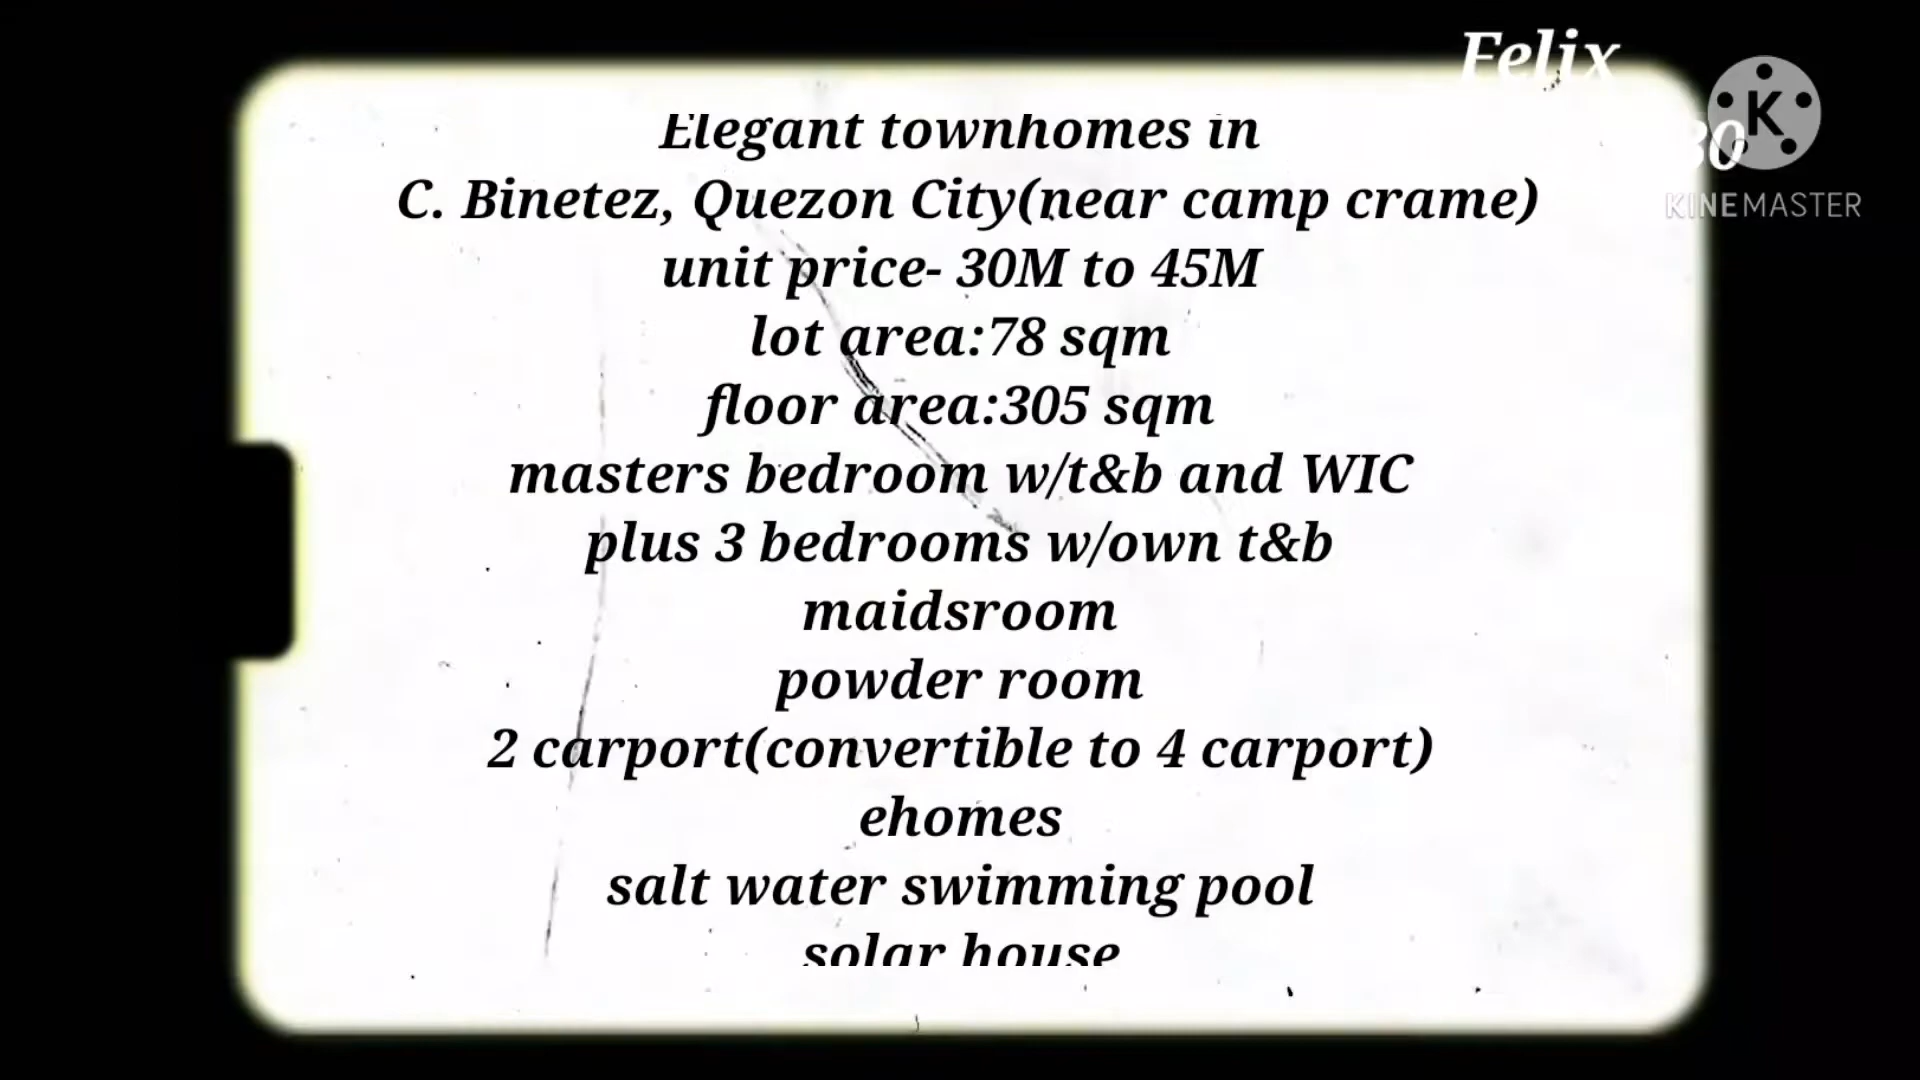 Felix
30
KINEMASTER
Elegant townhomes in
C. Binetez, Quezon City(near camp crame)
unit price- 30M to 45M
lot area:78 sqm
floor area:305 sqm
masters bedroom w/t&b and WIC
plus 3 bedrooms w/own t&b
maidsroom
powder room
2 carport(convertible to 4 carport)
ehomes
salt water swimming pool
solar house